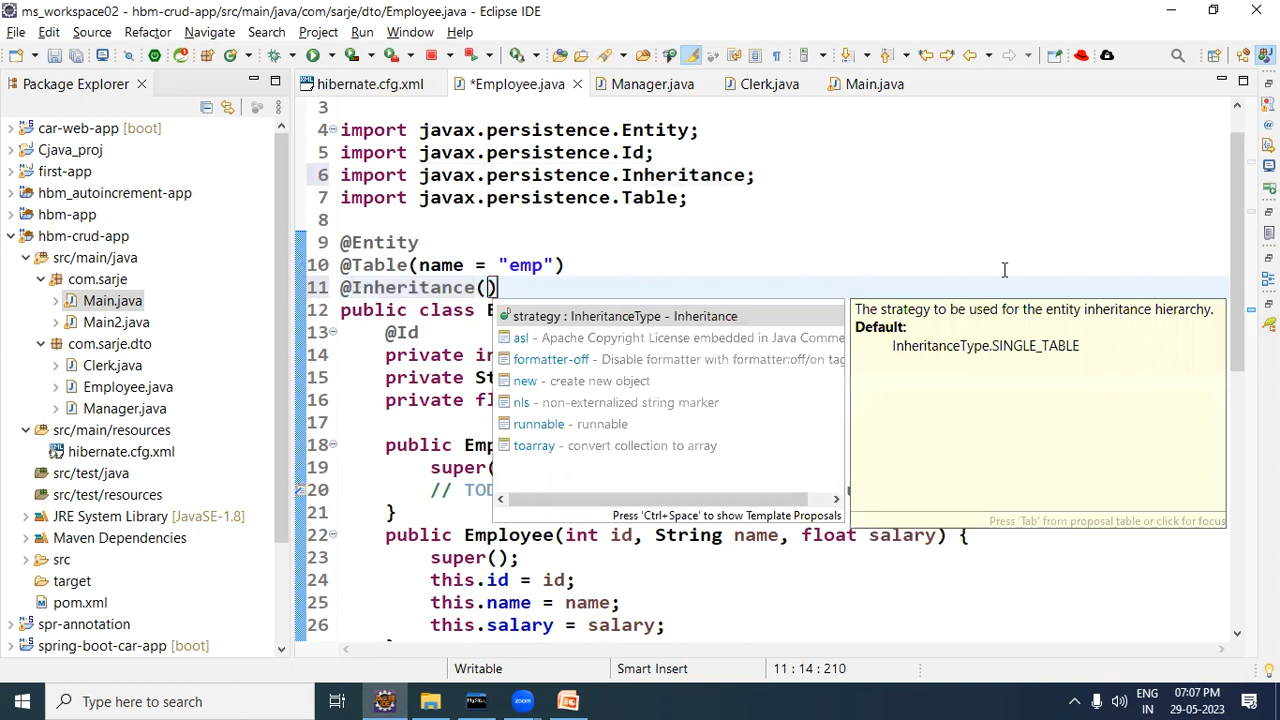 ms_workspace02 - hbm-crud-app/src/main/java/com/sarje/dto/Employee.java - Eclipse IDE
File Edit Source Refactor Navigate Search Project Run Window Help
Package Explorer
hibernate.cfg.xml *Employee.java Manager.java Clerk.java Main.java
car-web-app [boot]
Cjava_proj
first-app
hbm_autoincrement-app
hbm-app
hbm-crud-app
src/main/java
com.sarje
Main.java
Main2.java
com.sarje.dto
Clerk.java
Employee.java
Manager.java
src/main/resources
hibernate.cfg.xml
src/test/java
src/test/resources
JRE System Library [JavaSE-1.8]
Maven Dependencies
src
target
pom.xml
spr-annotation
spring-boot-car-app [boot]
3
4 import javax.persistence.Entity;
5 import javax.persistence.Id;
6 import javax.persistence.Inheritance;
7 import javax.persistence.Table;
8
9 @Entity
10 @Table(name = "emp")
11 @Inheritance()
12 public class E
13 @Id
14 private in
15 private St
16 private fl
17
18 public Emp
19 super(
20 // TOD
21 }
22 public Employee(int id, String name, float salary) {
23 super();
24 this.id = id;
25 this.name = name;
26 this.salary = salary;
strategy : InheritanceType - Inheritance
asl - Apache Copyright License embedded in Java Comme
formatter-off - Disable formatter with formatter:off/on tag
new - create new object
nls - non-externalized string marker
runnable - runnable
toarray - convert collection to array
Press 'Ctrl+Space' to show Template Proposals
The strategy to be used for the entity inheritance hierarchy.
Default:
InheritanceType.SINGLE_TABLE
Press 'Tab' from proposal table or click for focus
Writable Smart Insert 11 : 14 : 210
Type here to search
zoom
ENG
IN
07:07 PM
29-05-2023